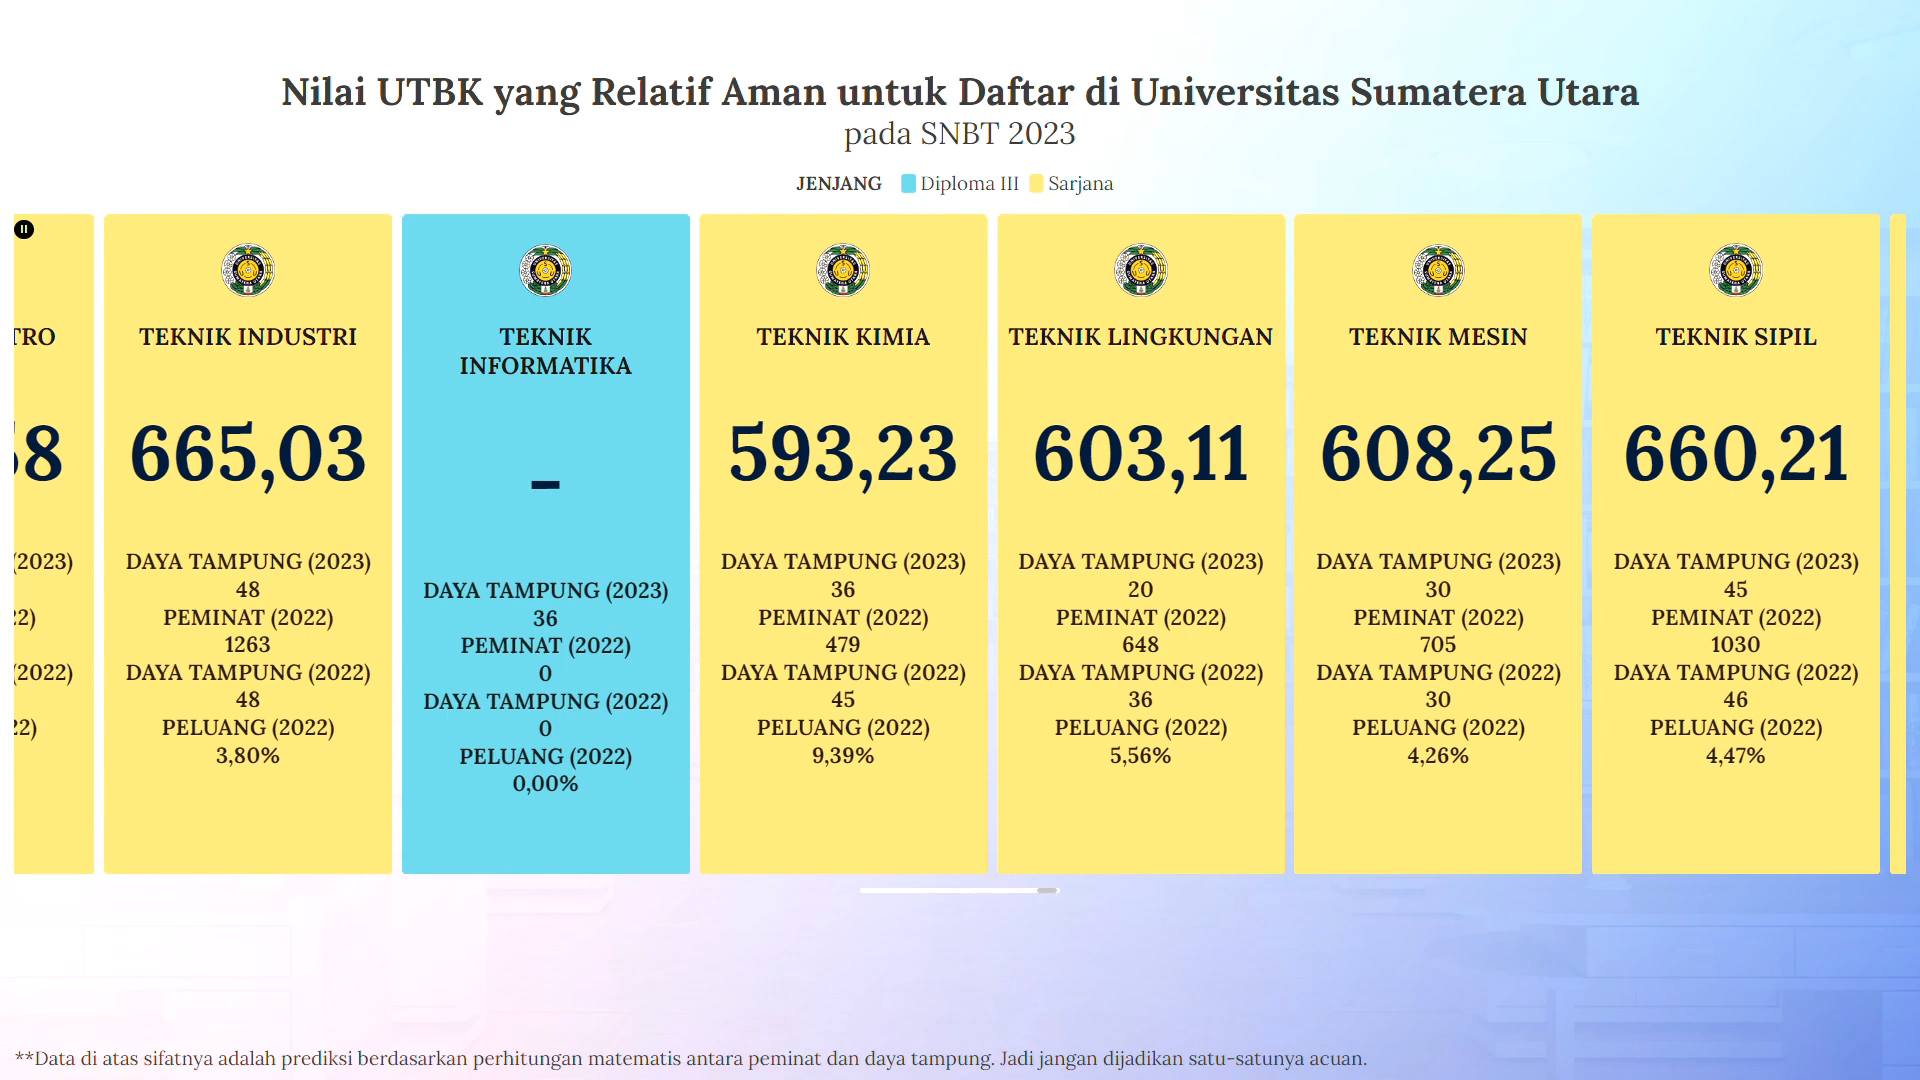 Nilai UTBK yang Relatif Aman untuk Daftar di Universitas Sumatera Utara
pada SNBT 2023
JENJANG Diploma III Sarjana
TRO
8
(2023)
22)
(2022)
22)
TEKNIK INDUSTRI
665,03
DAYA TAMPUNG (2023)
48
PEMINAT (2022)
1263
DAYA TAMPUNG (2022)
48
PELUANG (2022)
3,80%
TEKNIK
INFORMATIKA
-
DAYA TAMPUNG (2023)
36
PEMINAT (2022)
0
DAYA TAMPUNG (2022)
0
PELUANG (2022)
0,00%
TEKNIK KIMIA
593,23
DAYA TAMPUNG (2023)
36
PEMINAT (2022)
479
DAYA TAMPUNG (2022)
45
PELUANG (2022)
9,39%
TEKNIK LINGKUNGAN
603,11
DAYA TAMPUNG (2023)
20
PEMINAT (2022)
648
DAYA TAMPUNG (2022)
36
PELUANG (2022)
5,56%
TEKNIK MESIN
608,25
DAYA TAMPUNG (2023)
30
PEMINAT (2022)
705
DAYA TAMPUNG (2022)
30
PELUANG (2022)
4,26%
TEKNIK SIPIL
660,21
DAYA TAMPUNG (2023)
45
PEMINAT (2022)
1030
DAYA TAMPUNG (2022)
46
PELUANG (2022)
4,47%
**Data di atas sifatnya adalah prediksi berdasarkan perhitungan matematis antara peminat dan daya tampung. Jadi jangan dijadikan satu-satunya acuan.